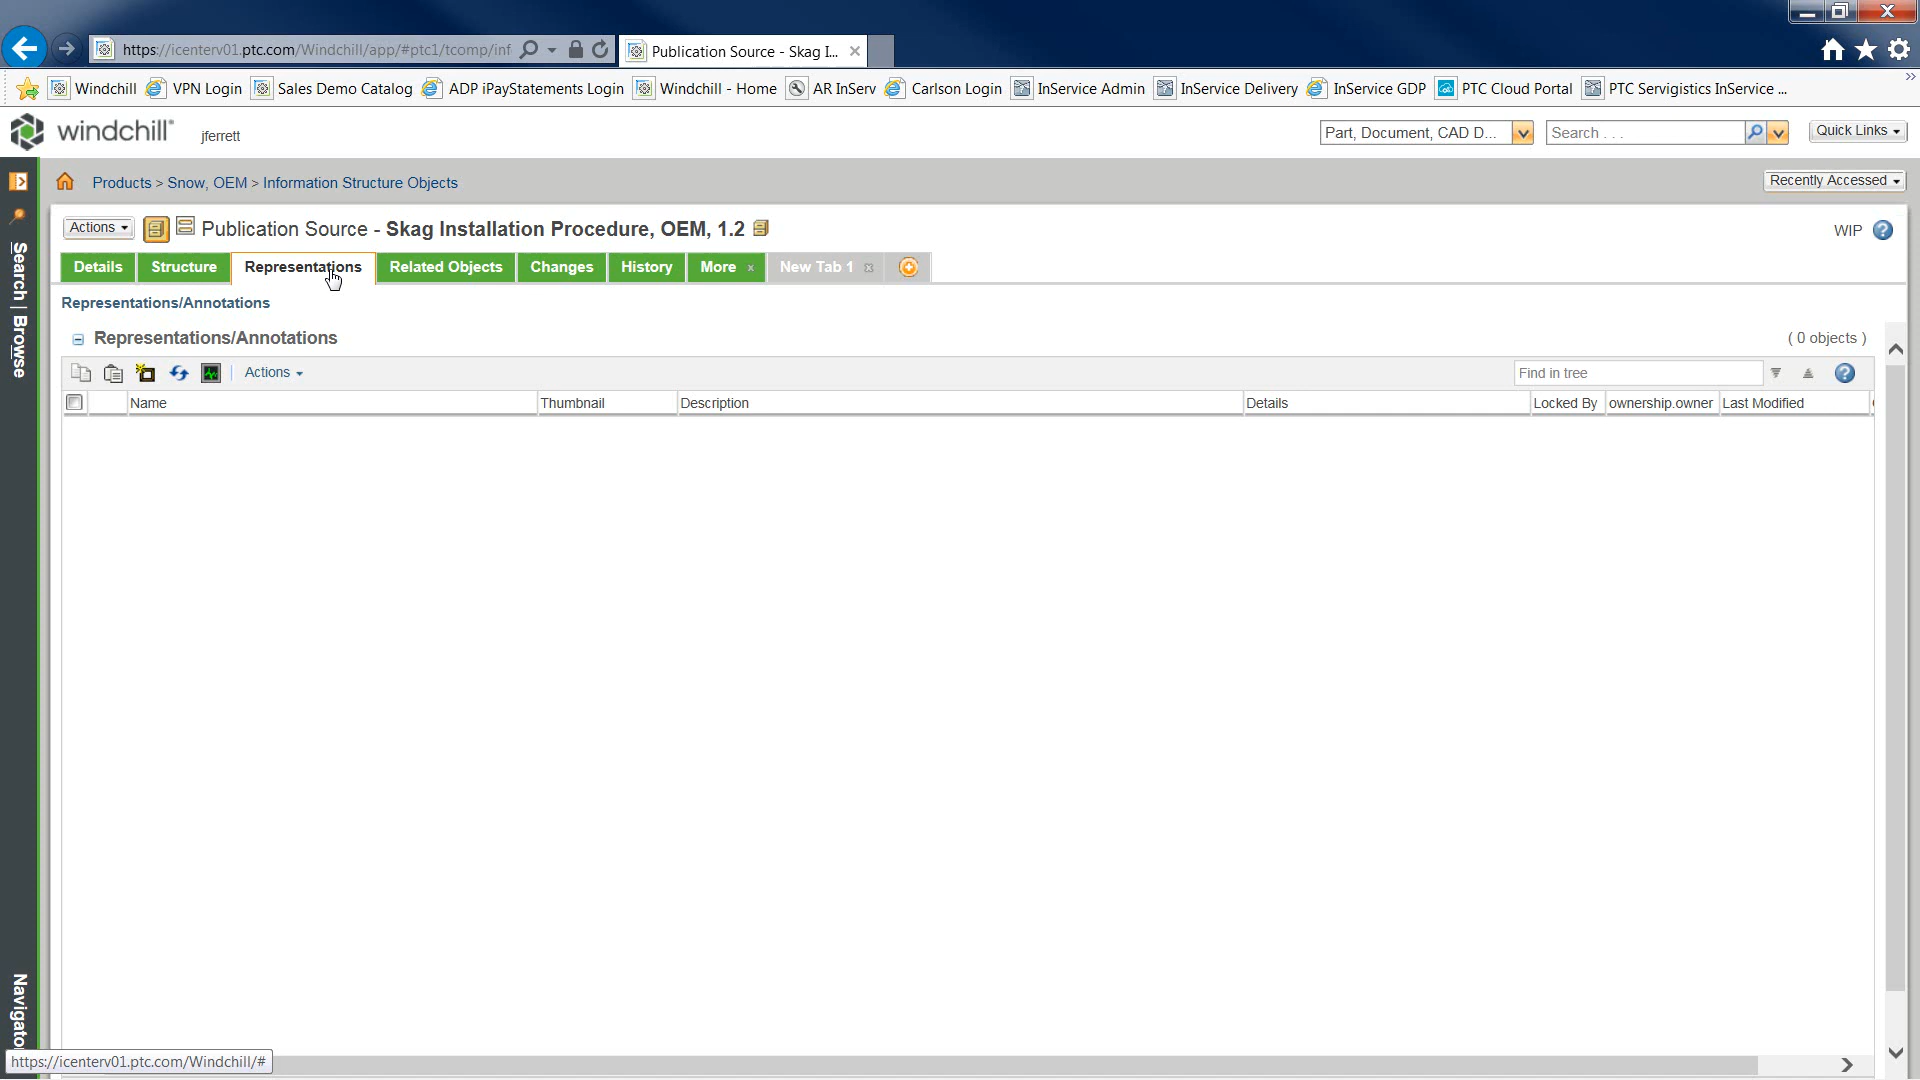 https://icenterv01.ptc.com/Windchill/app/#ptc1/tcomp/inf
Publication Source - Skag I...
Windchill VPN Login Sales Demo Catalog ADP iPayStatements Login Windchill - Home AR InServ Carlson Login InService Admin InService Delivery InService GDP PTC Cloud Portal PTC Servigistics InService ...
windchill® jferrett Part, Document, CAD D... Search . . . Quick Links
Products > Snow, OEM > Information Structure Objects Recently Accessed
Actions Publication Source - Skag Installation Procedure, OEM, 1.2 WIP
Details Structure Representations Related Objects Changes History More New Tab 1
Representations/Annotations
Representations/Annotations ( 0 objects )
Actions Find in tree
Name Thumbnail Description Details Locked By ownership.owner Last Modified
Search | Browse
Navigato
https://icenterv01.ptc.com/Windchill/#